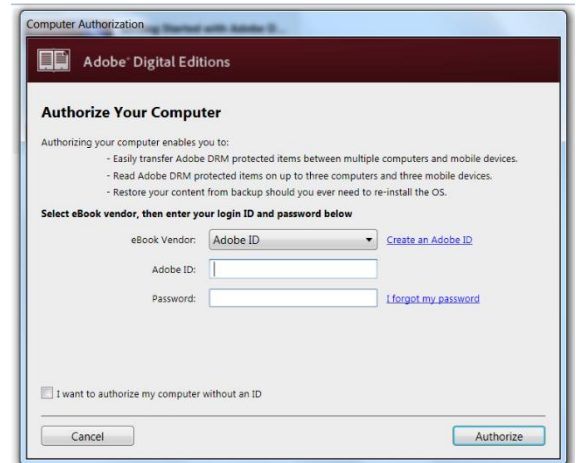 Computer Authorization
Adobe® Digital Editions
Authorize Your Computer
Authorizing your computer enables you to:
- Easily transfer Adobe DRM protected items between multiple computers and mobile devices.
- Read Adobe DRM protected items on up to three computers and three mobile devices.
- Restore your content from backup should you ever need to re-install the OS.
Select eBook vendor, then enter your login ID and password below
eBook Vendor: Adobe ID Create an Adobe ID
Adobe ID:
Password: I forgot my password
I want to authorize my computer without an ID
Cancel Authorize